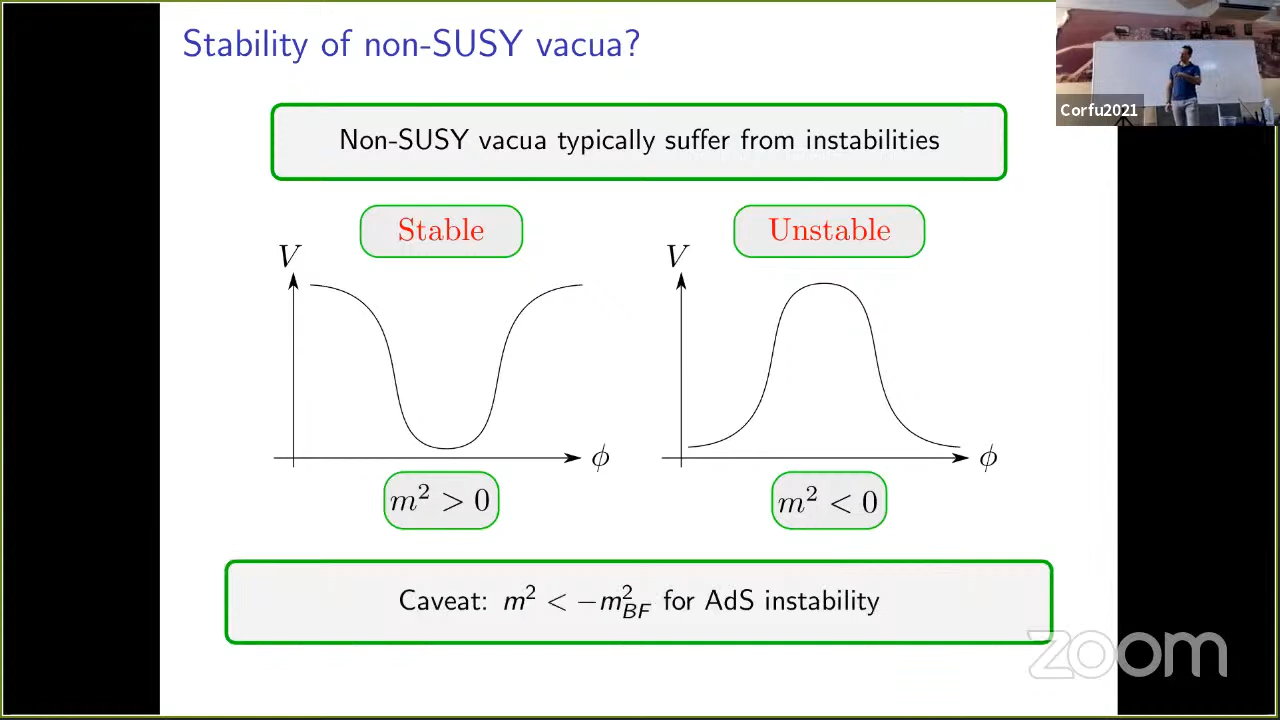 Stability of non-SUSY vacua?
Corfu2021
Non-SUSY vacua typically suffer from instabilities
Stable
Unstable
V
V
ϕ
ϕ
m² > 0
m² < 0
Caveat: m² < −m²_BF for AdS instability
zoom